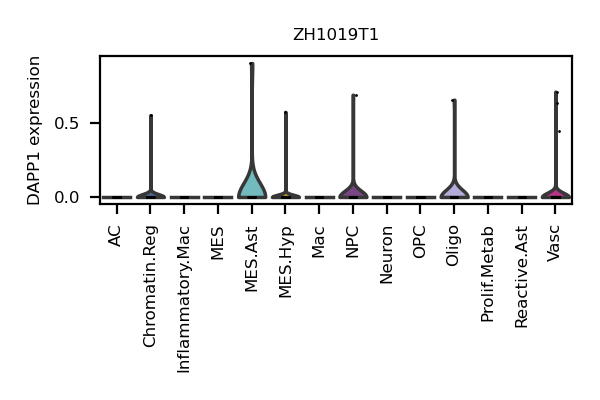 ZH1019T1
DAPP1 expression
0.5
0.0
AC
Chromatin.Reg
Inflammatory.Mac
MES
MES.Ast
MES.Hyp
Mac
NPC
Neuron
OPC
Oligo
Prolif.Metab
Reactive.Ast
Vasc